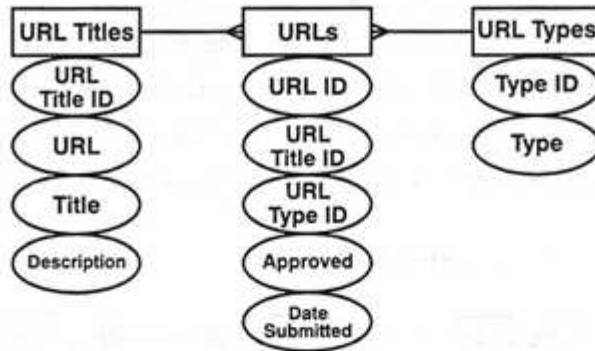 URL Titles
URL
Title ID
URL
Title
Description
URLs
URL ID
URL
Title ID
URL
Type ID
Approved
Date
Submitted
URL Types
Type ID
Type